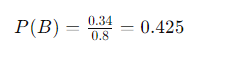 P(B) = 0.34/0.8 = 0.425